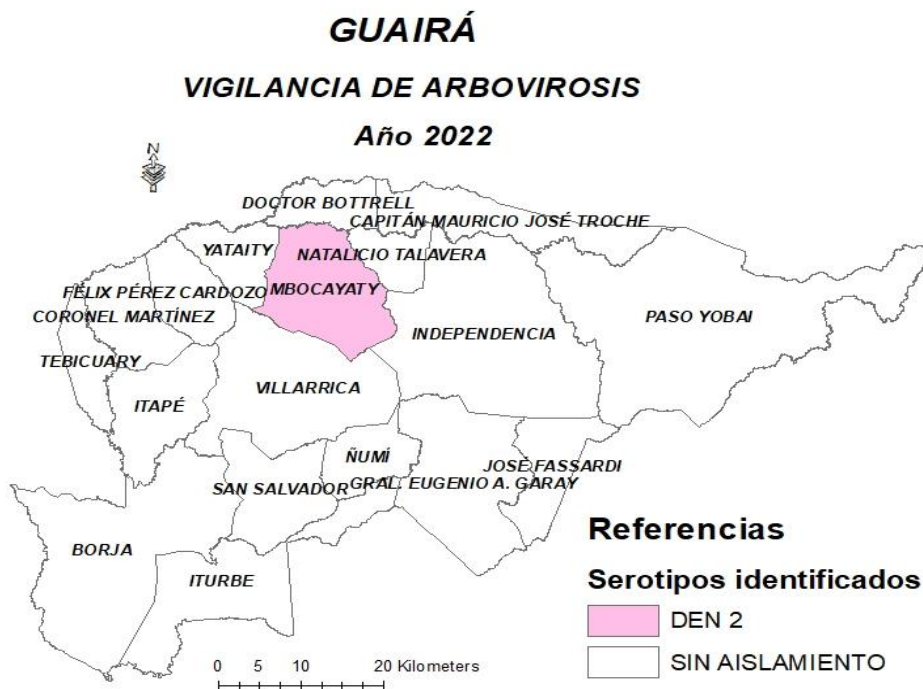 GUAIRÁ
VIGILANCIA DE ARBOVIROSIS
Año 2022
N
DOCTOR BOTTRELL
CAPITÁN MAURICIO JOSÉ TROCHE
YATAITY
NATALICIO TALAVERA
FÉLIX PÉREZ CARDOZO
MBOCAYATY
CORONEL MARTÍNEZ
PASO YOBAI
INDEPENDENCIA
TEBICUARY
VILLARRICA
ITAPÉ
ÑUMÍ
JOSÉ FASSARDI
SAN SALVADOR
GRAL. EUGENIO A. GARAY
BORJA
ITURBE
Referencias
Serotipos identificados
DEN 2
SIN AISLAMIENTO
0 5 10 20 Kilometers